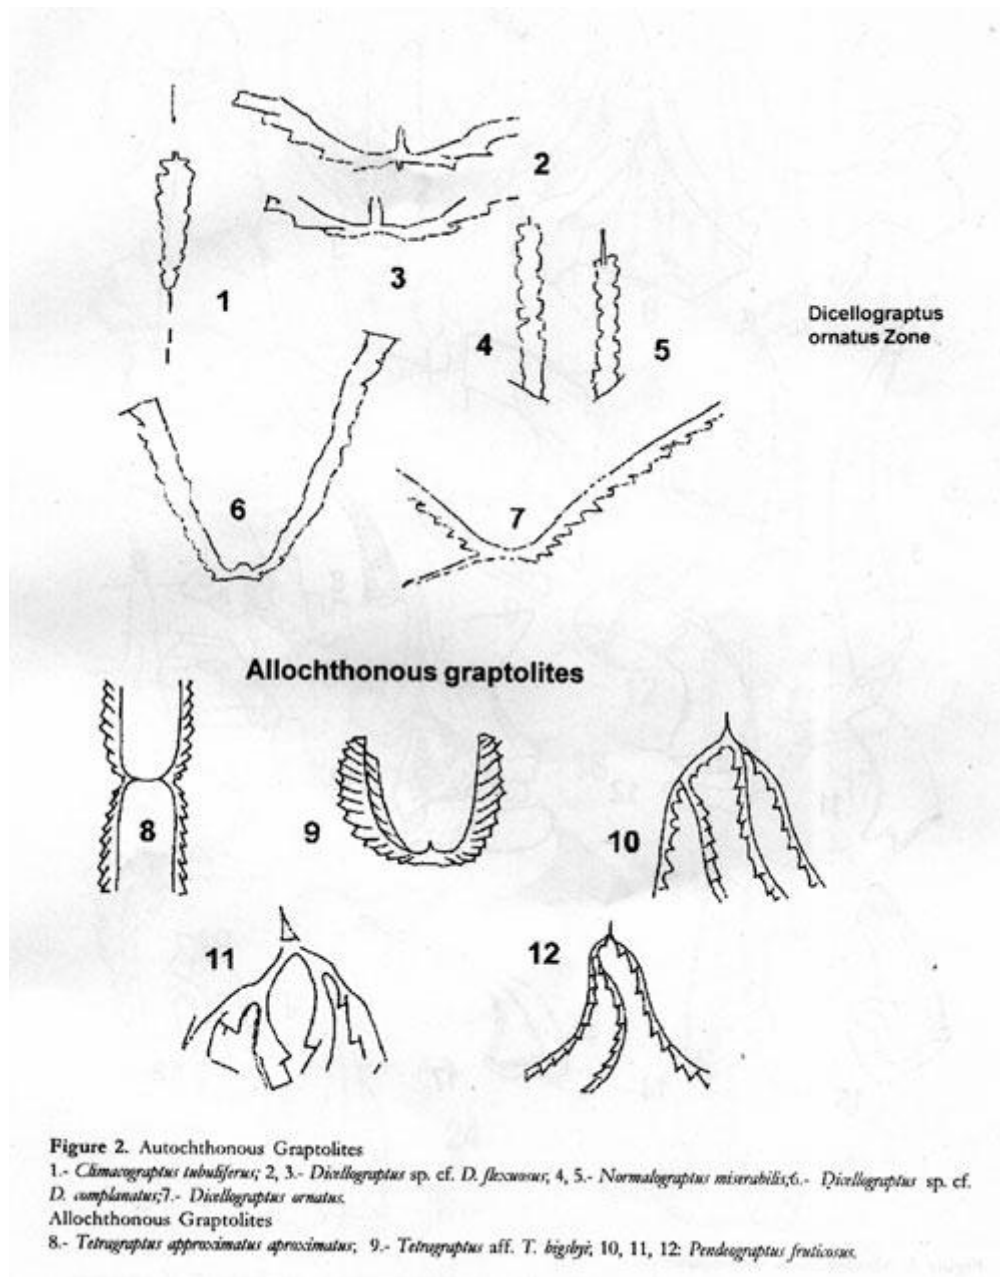 1
2
3
4
5
Dicellograptus
ornatus Zone
6
7
Allochthonous graptolites
8
9
10
11
12
Figure 2. Autochthonous Graptolites
1.- Climacograptus tubuliferus; 2, 3.- Dicellograptus sp. cf. D. flexuosus; 4, 5.- Normalograptus miserabilis;6.- Dicellograptus sp. cf.
D. complanatus;7.- Dicellograptus ornatus.
Allochthonous Graptolites
8.- Tetragraptus approximatus aproximatus; 9.- Tetragraptus aff. T. bigsbyi; 10, 11, 12: Pendeograptus fruticosus.